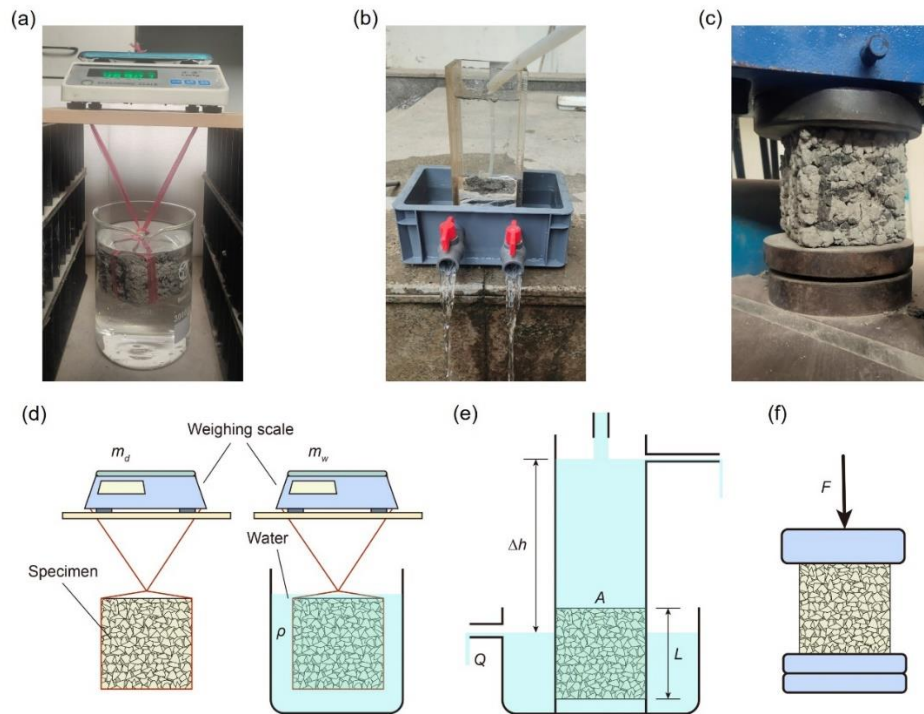 (a)
(b)
(c)
(d)
Weighing scale
m_d
m_w
Water
Specimen
ρ
(e)
Δh
A
L
Q
(f)
F